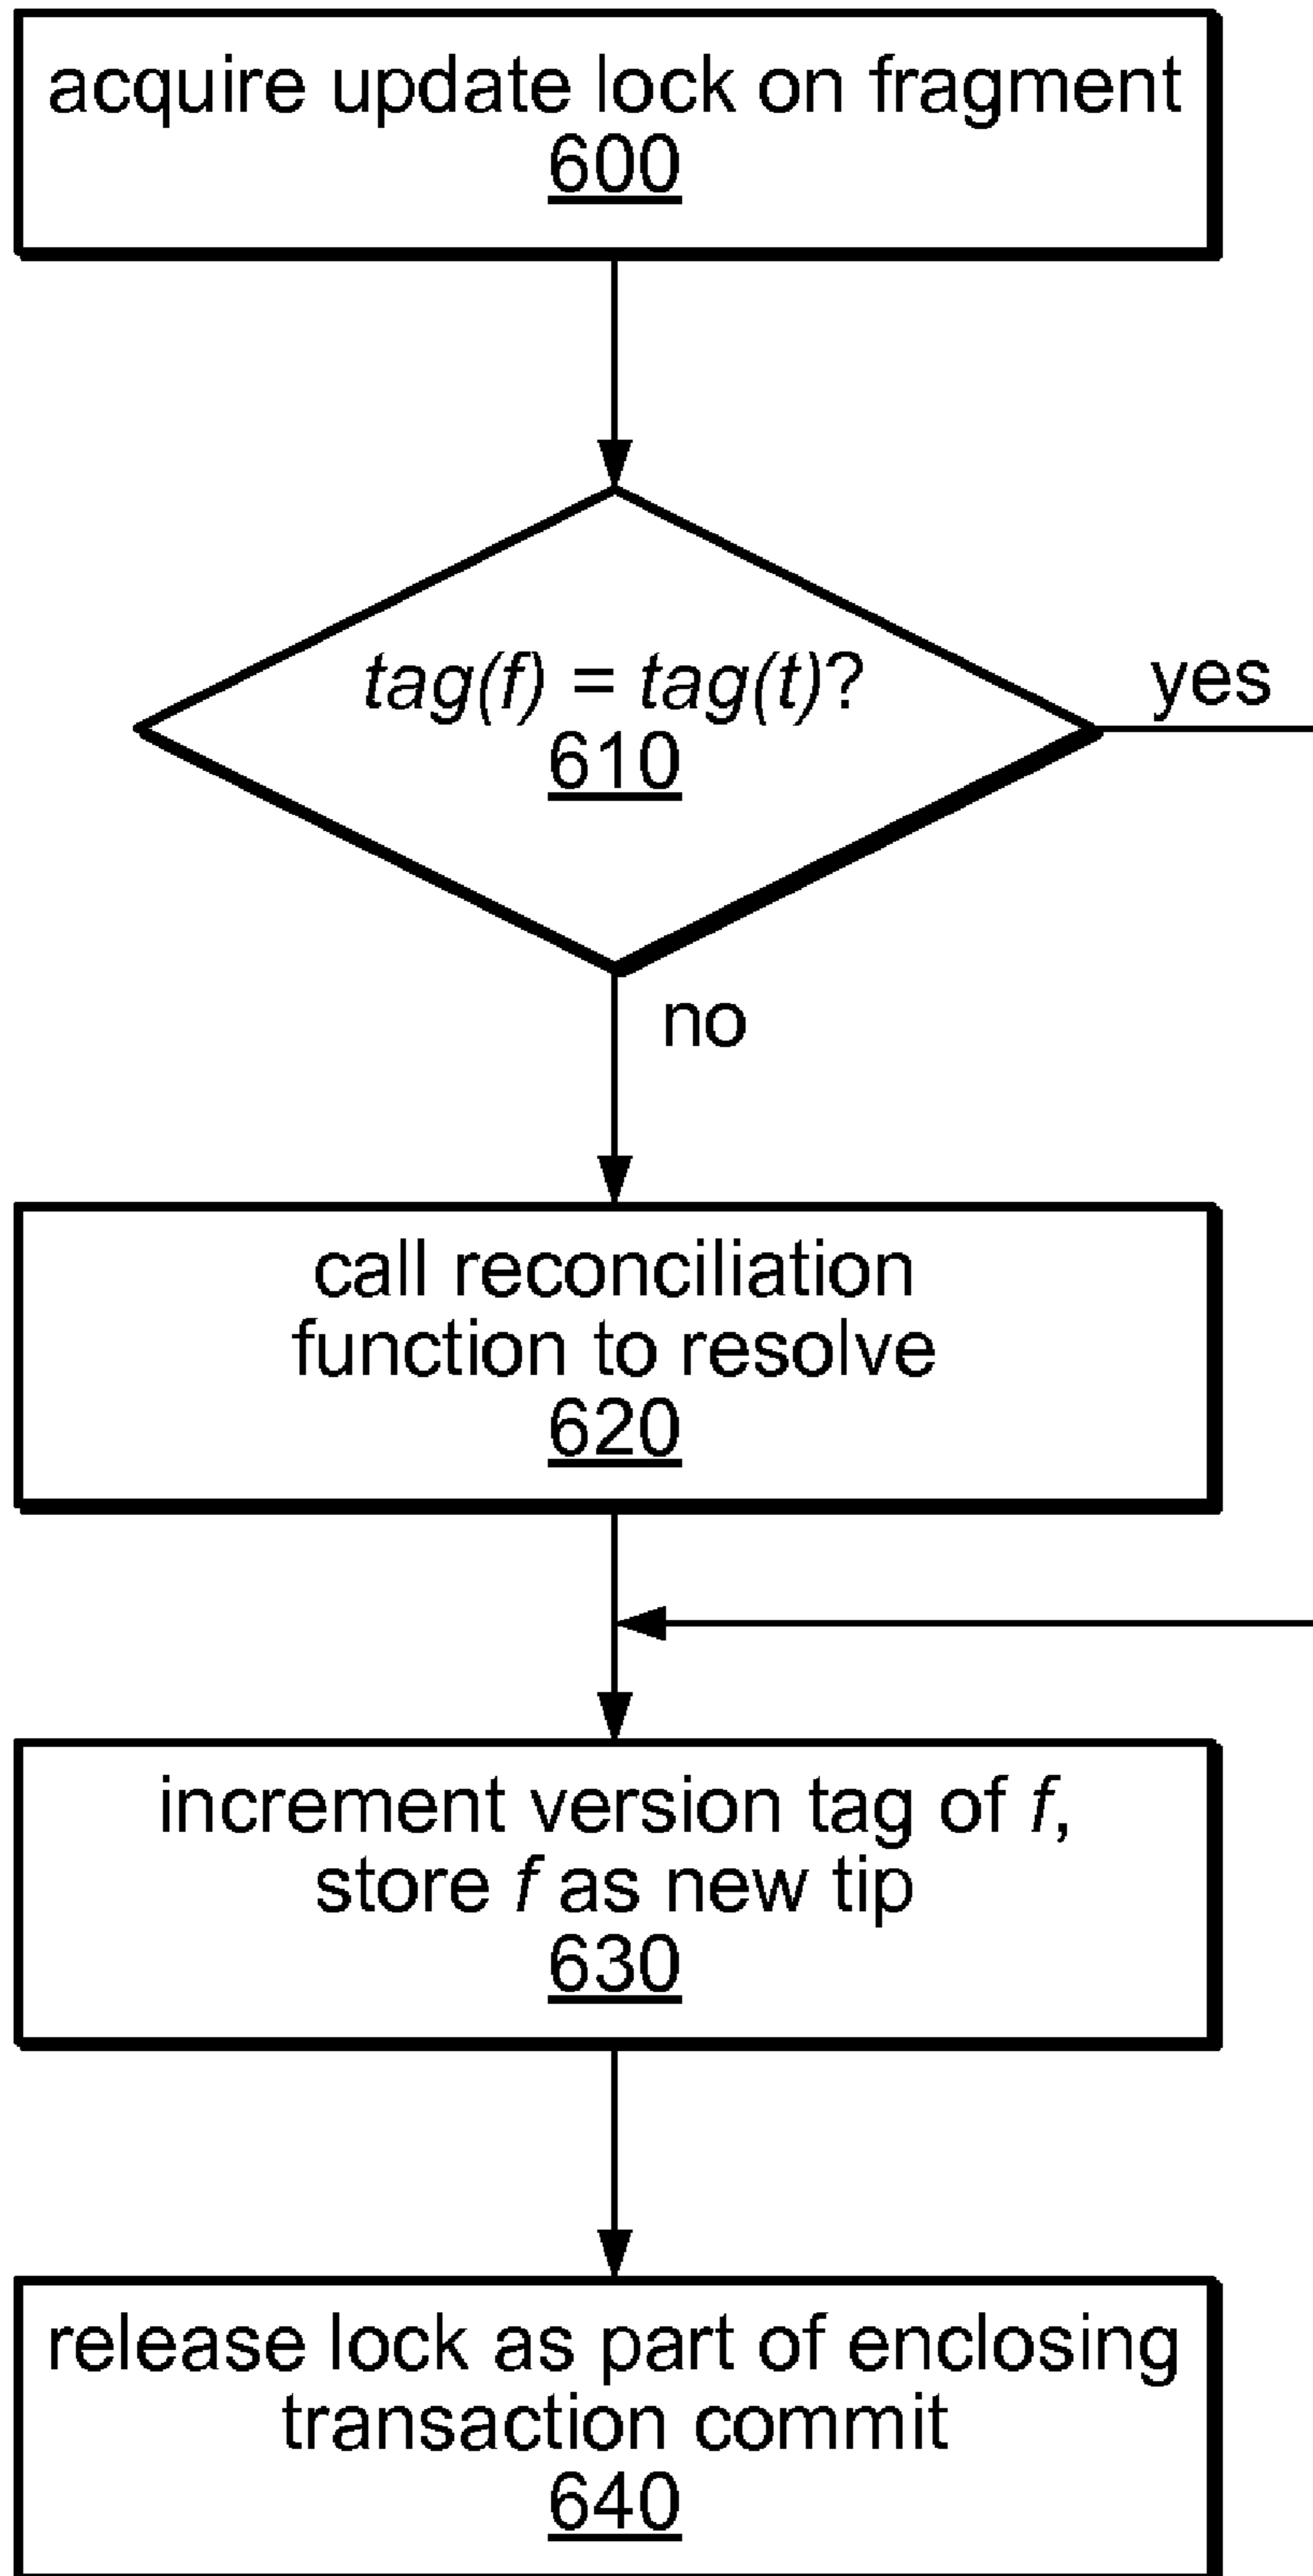 acquire update lock on fragment
600
tag(f) = tag(t)?
610
yes
no
call reconciliation
function to resolve
620
increment version tag of f,
store f as new tip
630
release lock as part of enclosing
transaction commit
640